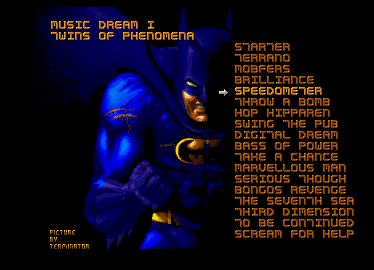 MUSIC DREAM I
TWINS OF PHENOMENA
STARTER
TERRANO
MOBFERS
BRILLIANCE
SPEEDOMETER
THROW A BOMB
HOP HIPPAREN
SWING THE PUB
DIGITAL DREAM
BASS OF POWER
TAKE A CHANCE
MARVELLOUS MAN
SERIOUS THOUGH
BONGOS REVENGE
THE SEVENTH SEA
THIRD DIMENSION
TO BE CONTINUED
SCREAM FOR HELP
PICTURE
BY
TERMINATOR